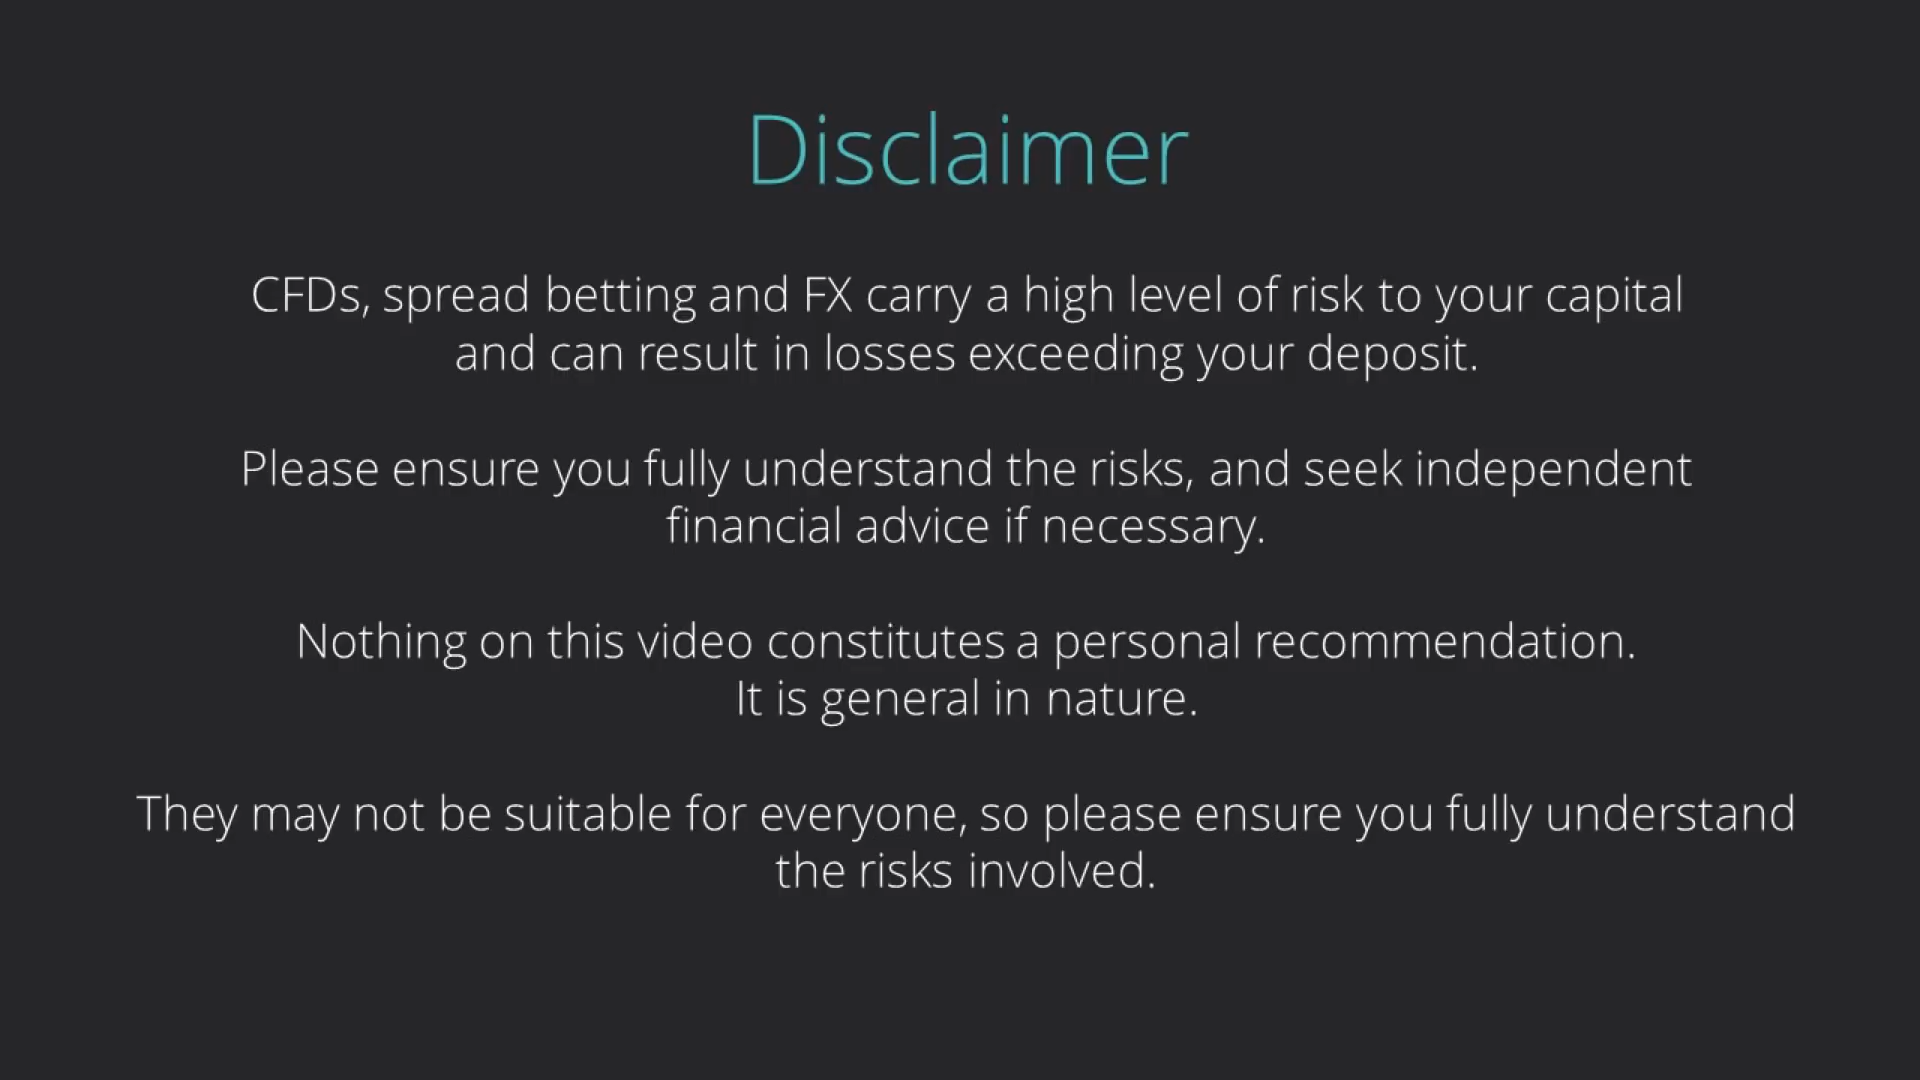 Disclaimer
CFDs, spread betting and FX carry a high level of risk to your capital
and can result in losses exceeding your deposit.
Please ensure you fully understand the risks, and seek independent
financial advice if necessary.
Nothing on this video constitutes a personal recommendation.
It is general in nature.
They may not be suitable for everyone, so please ensure you fully understand
the risks involved.